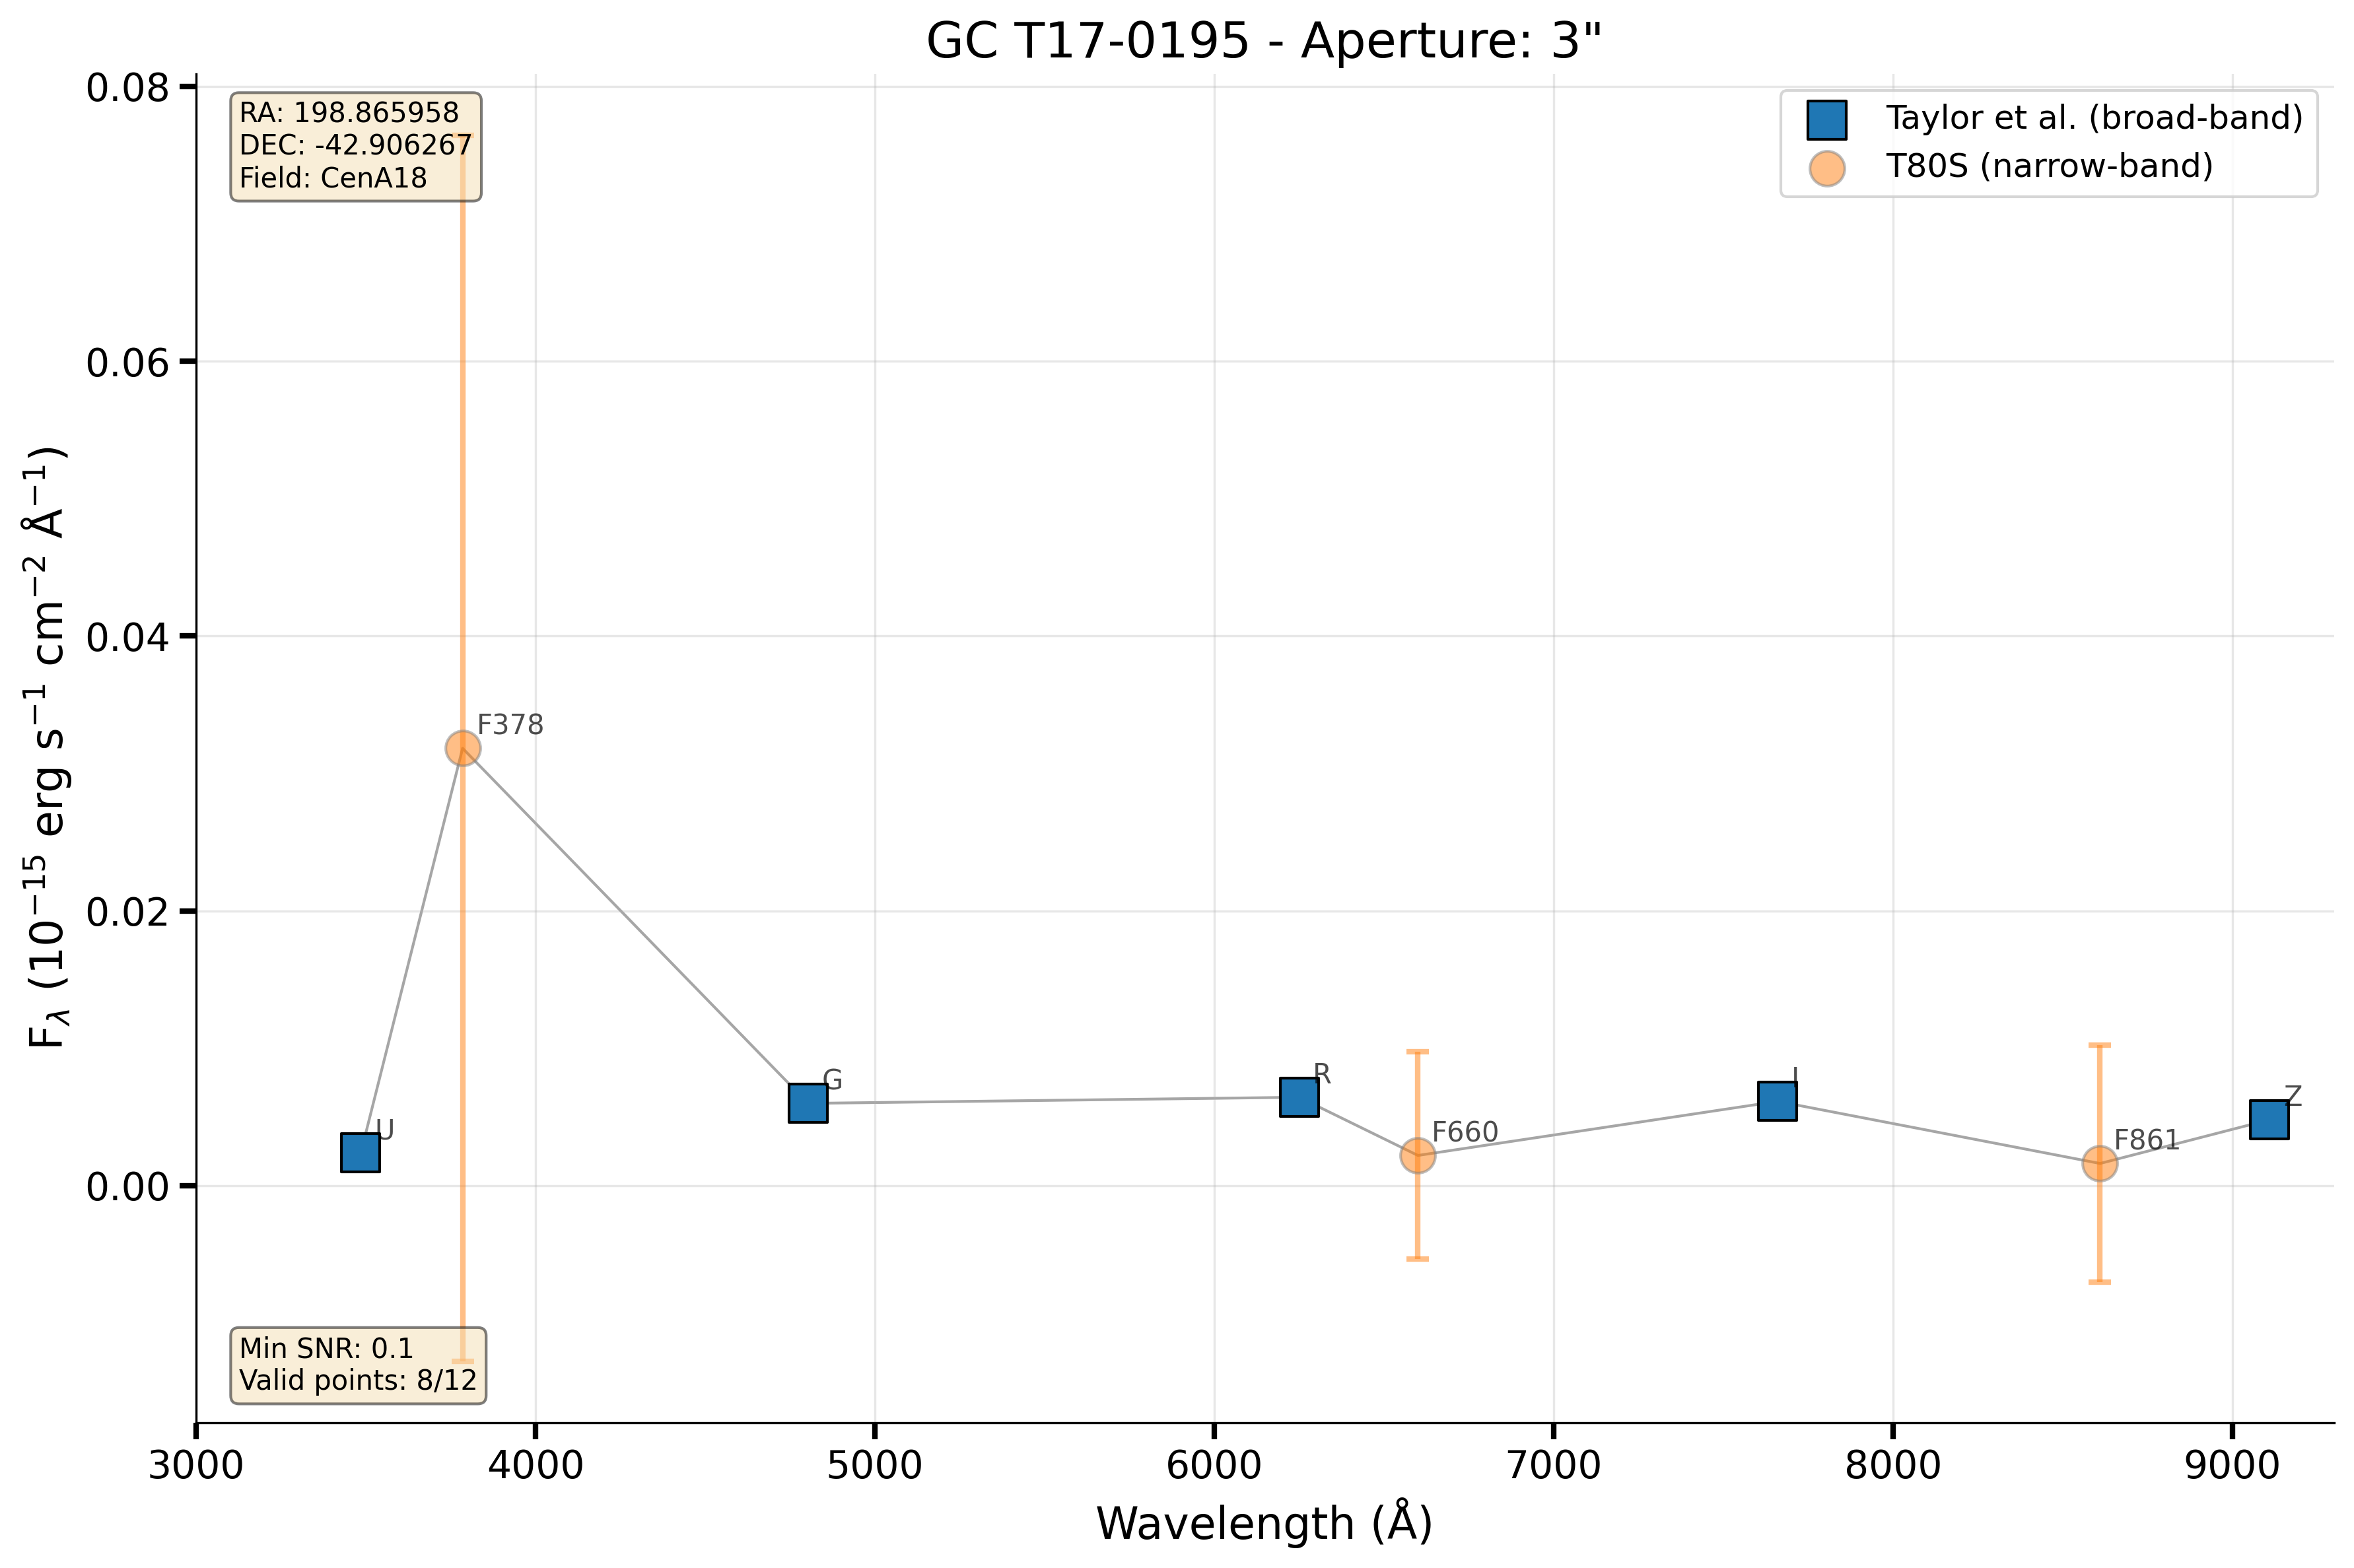 GC T17-0195 - Aperture: 3"
RA: 198.865958
DEC: -42.906267
Field: CenA18
Taylor et al. (broad-band)
T80S (narrow-band)
0.08
0.06
0.04
0.02
0.00
F_λ (10⁻¹⁵ erg s⁻¹ cm⁻² Å⁻¹)
U
F378
G
R
F660
I
F861
Z
Min SNR: 0.1
Valid points: 8/12
3000 4000 5000 6000 7000 8000 9000
Wavelength (Å)